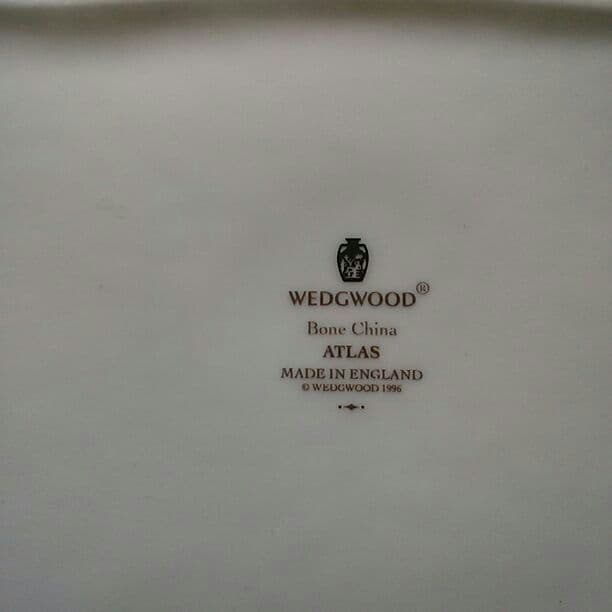 WEDGWOOD®
Bone China
ATLAS
MADE IN ENGLAND
© WEDGWOOD 1996